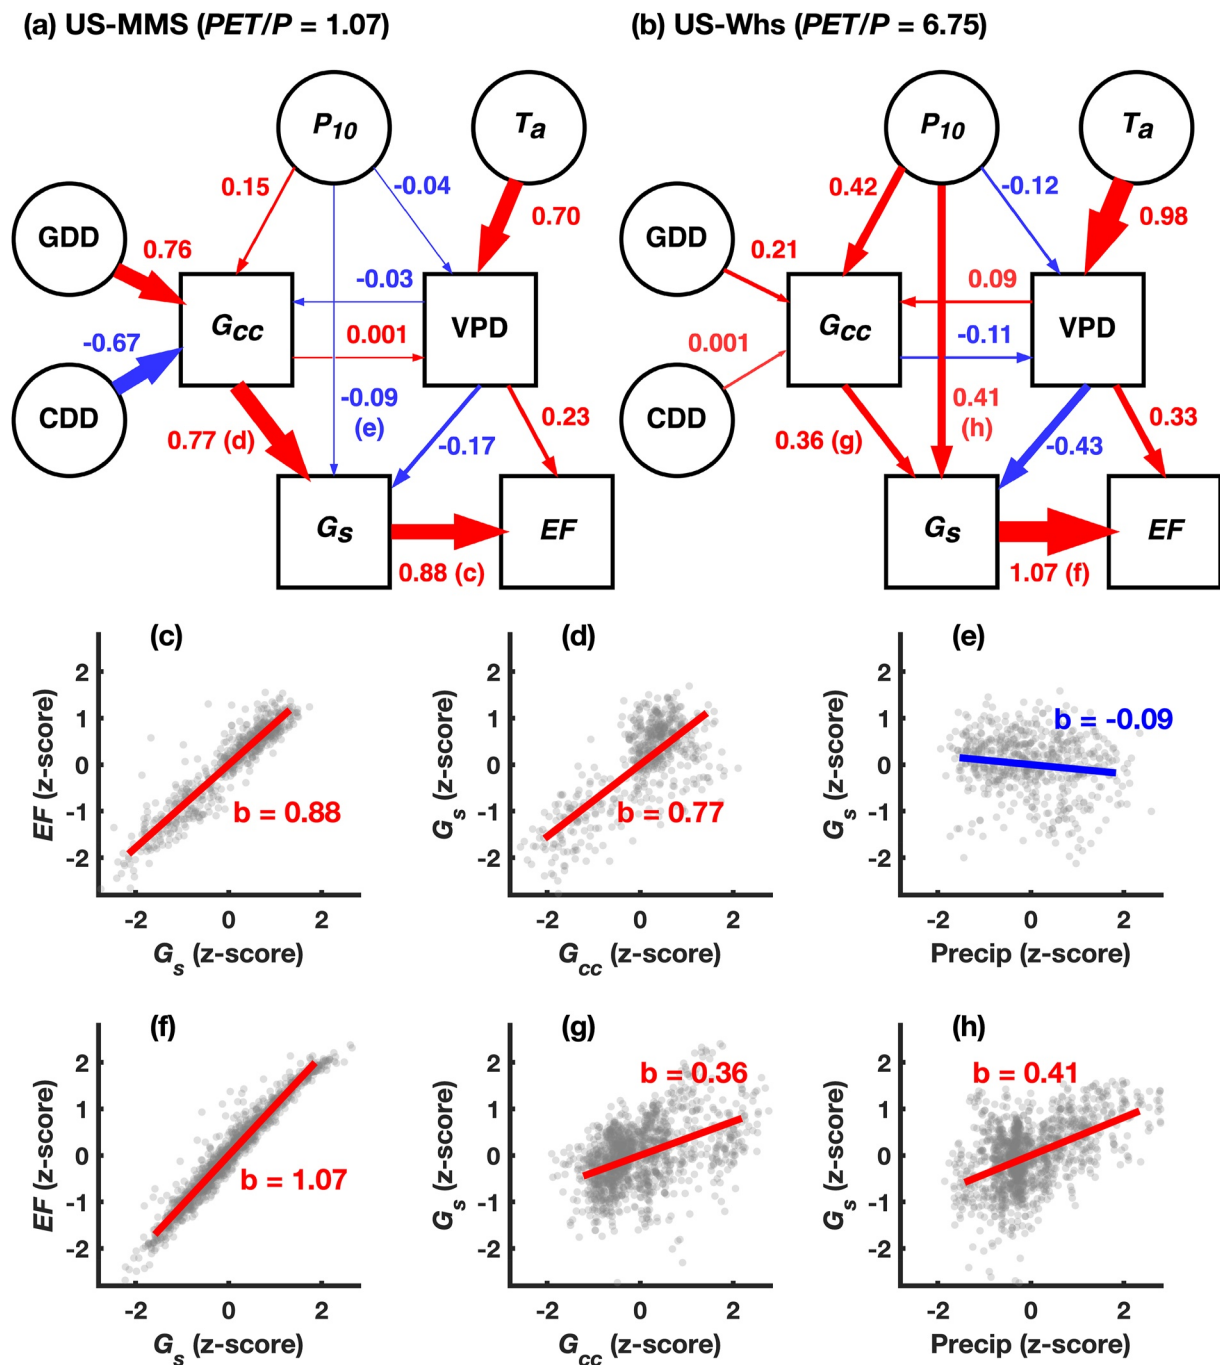 (a) US-MMS (PET/P = 1.07)
(b) US-Whs (PET/P = 6.75)
P10
Ta
0.15
-0.04
0.70
GDD
0.76
Gcc
-0.03
VPD
0.001
-0.67
CDD
0.77 (d)
-0.09
(e)
-0.17
0.23
Gs
EF
0.88 (c)
P10
Ta
0.42
-0.12
0.98
GDD
0.21
Gcc
0.09
VPD
-0.11
0.001
CDD
0.36 (g)
0.41
(h)
-0.43
0.33
Gs
EF
1.07 (f)
(c)
EF (z-score)
2
1
0
-1
-2
b = 0.88
-2 0 2
Gs (z-score)
(d)
Gs (z-score)
2
1
0
-1
-2
b = 0.77
-2 0 2
Gcc (z-score)
(e)
Gs (z-score)
2
1
0
-1
-2
b = -0.09
-2 0 2
Precip (z-score)
(f)
EF (z-score)
2
1
0
-1
-2
b = 1.07
-2 0 2
Gs (z-score)
(g)
Gs (z-score)
2
1
0
-1
-2
b = 0.36
-2 0 2
Gcc (z-score)
(h)
Gs (z-score)
2
1
0
-1
-2
b = 0.41
-2 0 2
Precip (z-score)